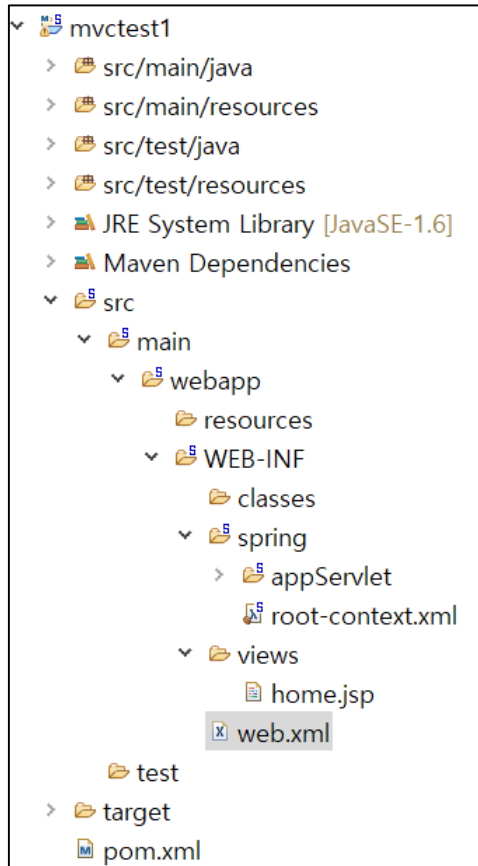 mvctest1
src/main/java
src/main/resources
src/test/java
src/test/resources
JRE System Library [JavaSE-1.6]
Maven Dependencies
src
main
webapp
resources
WEB-INF
classes
spring
appServlet
root-context.xml
views
home.jsp
web.xml
test
target
pom.xml